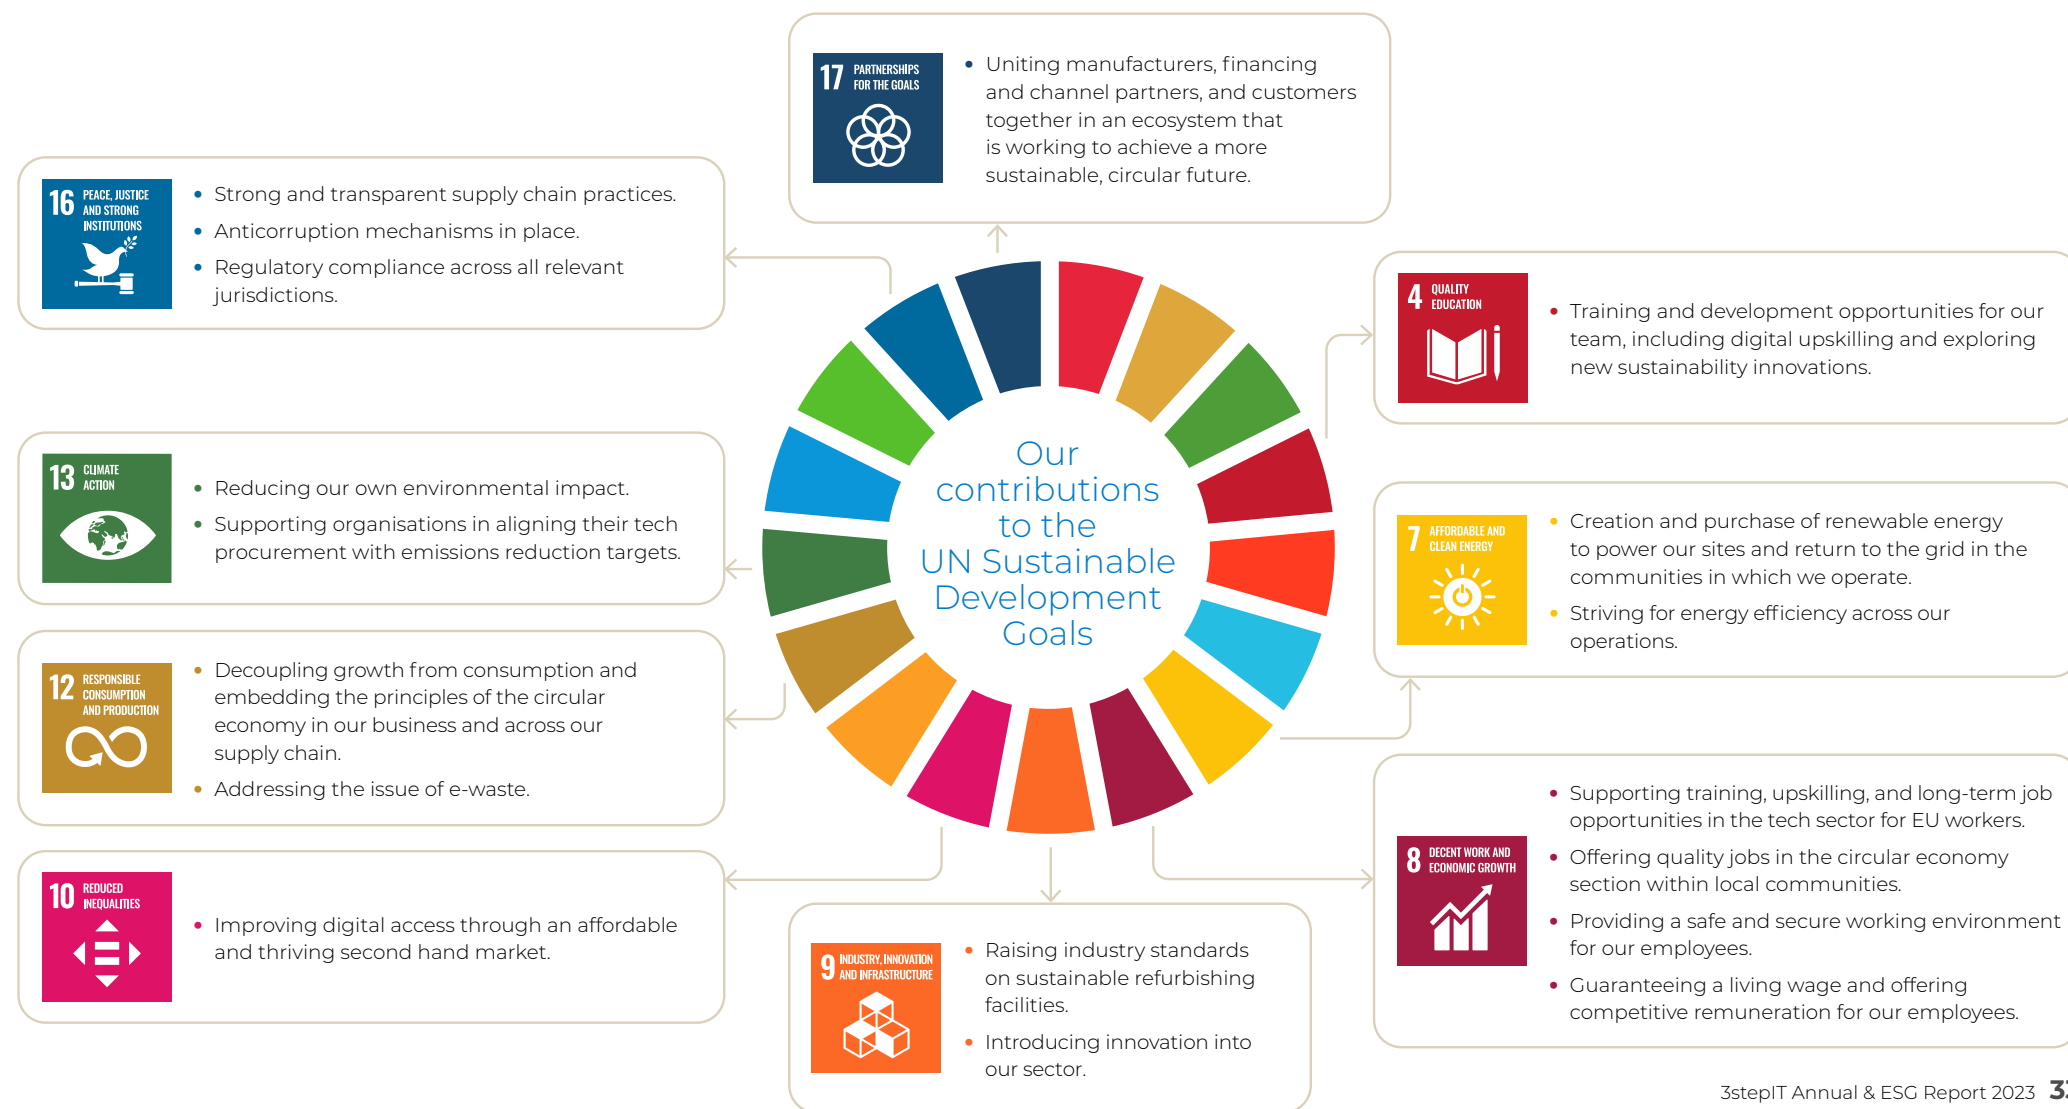 17 PARTNERSHIPS
FOR THE GOALS
• Uniting manufacturers, financing
and channel partners, and customers
together in an ecosystem that
is working to achieve a more
sustainable, circular future.
16 PEACE, JUSTICE
AND STRONG
INSTITUTIONS
• Strong and transparent supply chain practices.
• Anticorruption mechanisms in place.
• Regulatory compliance across all relevant
jurisdictions.
4 QUALITY
EDUCATION
• Training and development opportunities for our
team, including digital upskilling and exploring
new sustainability innovations.
Our
contributions
to the
UN Sustainable
Development
Goals
13 CLIMATE
ACTION
• Reducing our own environmental impact.
• Supporting organisations in aligning their tech
procurement with emissions reduction targets.
7 AFFORDABLE AND
CLEAN ENERGY
• Creation and purchase of renewable energy
to power our sites and return to the grid in the
communities in which we operate.
• Striving for energy efficiency across our
operations.
12 RESPONSIBLE
CONSUMPTION
AND PRODUCTION
• Decoupling growth from consumption and
embedding the principles of the circular
economy in our business and across our
supply chain.
• Addressing the issue of e-waste.
8 DECENT WORK AND
ECONOMIC GROWTH
• Supporting training, upskilling, and long-term job
opportunities in the tech sector for EU workers.
• Offering quality jobs in the circular economy
section within local communities.
• Providing a safe and secure working environment
for our employees.
• Guaranteeing a living wage and offering
competitive remuneration for our employees.
10 REDUCED
INEQUALITIES
• Improving digital access through an affordable
and thriving second hand market.
9 INDUSTRY, INNOVATION
AND INFRASTRUCTURE
• Raising industry standards
on sustainable refurbishing
facilities.
• Introducing innovation into
our sector.
3stepIT Annual & ESG Report 2023